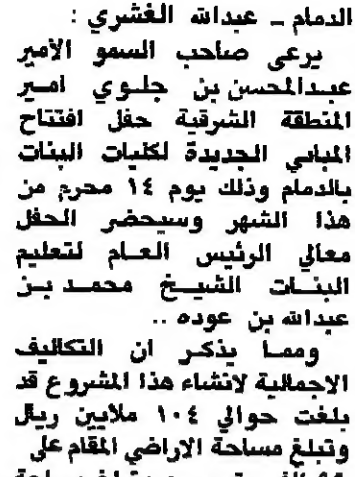 الدمام ـ عبدالله الغشري :
يرعى صاحب السمو الأمير
عبدالمحسن بن جلوي امير
المنطقة الشرقية حفل افتتاح
المباني الجديدة لكليات البنات
بالدمام وذلك يوم ١٤ محرم من
هذا الشهر وسيحضر الحفل
معالي الرئيس العام لتعليم
البنات الشيخ محمد بن
عبدالله بن عوده ..
ومما يذكر ان التكاليف
الاجمالية لانشاء هذا المشروع قد
بلغت حوالي ١٠٤ ملايين ريال
وتبلغ مساحة الاراضي المقام على